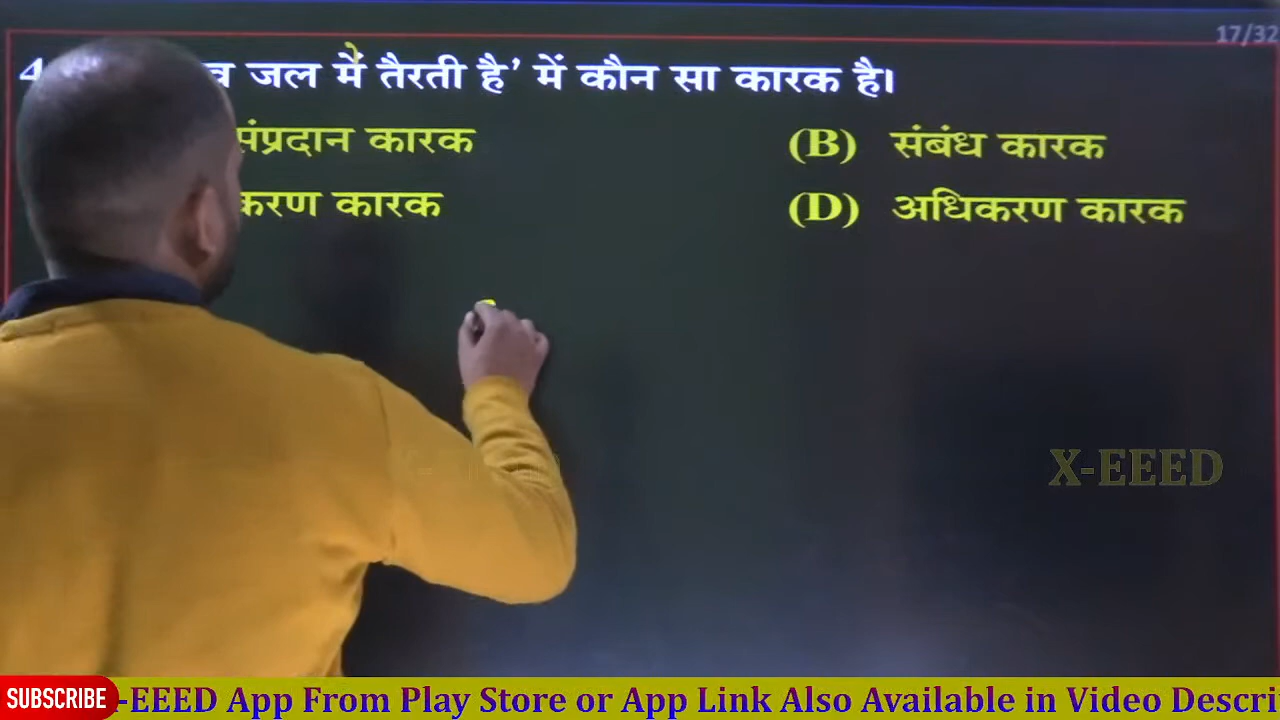 17/32
4 व जल में तैरती है’ में कौन सा कारक है।
संप्रदान कारक (B) संबंध कारक
करण कारक (D) अधिकरण कारक
X-EEED
SUBSCRIBE -EEED App From Play Store or App Link Also Available in Video Descri